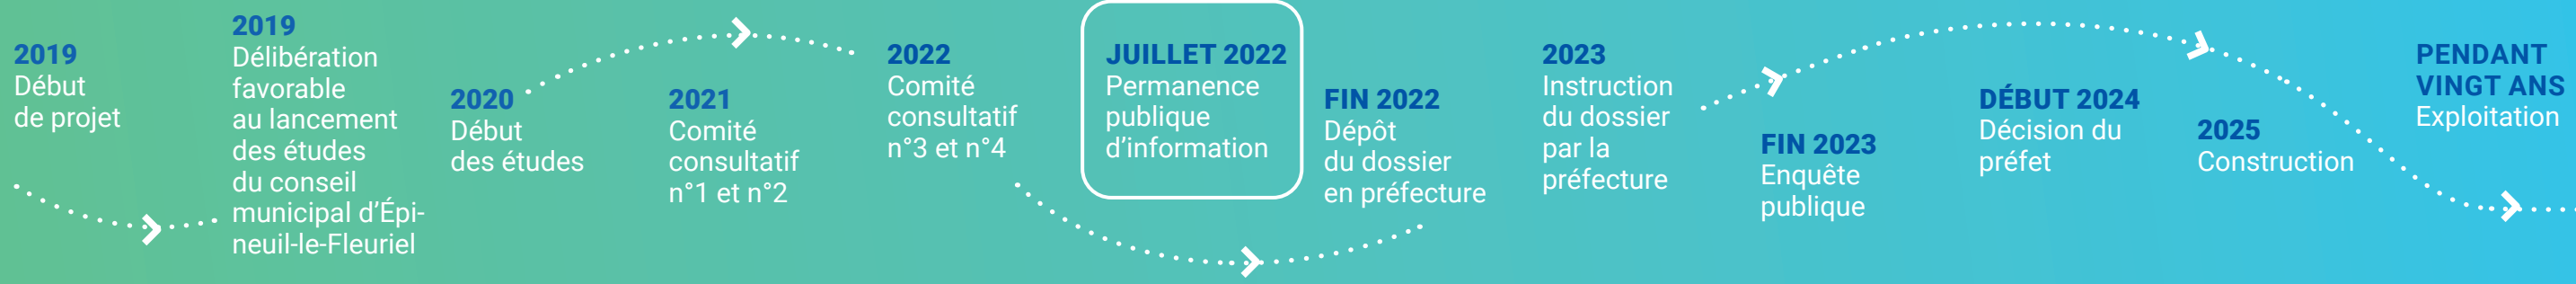 2019
Début
de projet
2019
Délibération
favorable
au lancement
des études
du conseil
municipal d'Épi-
neuil-le-Fleuriel
2020
Début
des études
2021
Comité
consultatif
n°1 et n°2
2022
Comité
consultatif
n°3 et n°4
JUILLET 2022
Permanence
publique
d'information
FIN 2022
Dépôt
du dossier
en préfecture
2023
Instruction
du dossier
par la
préfecture
FIN 2023
Enquête
publique
DÉBUT 2024
Décision du
préfet
2025
Construction
PENDANT
VINGT ANS
Exploitation